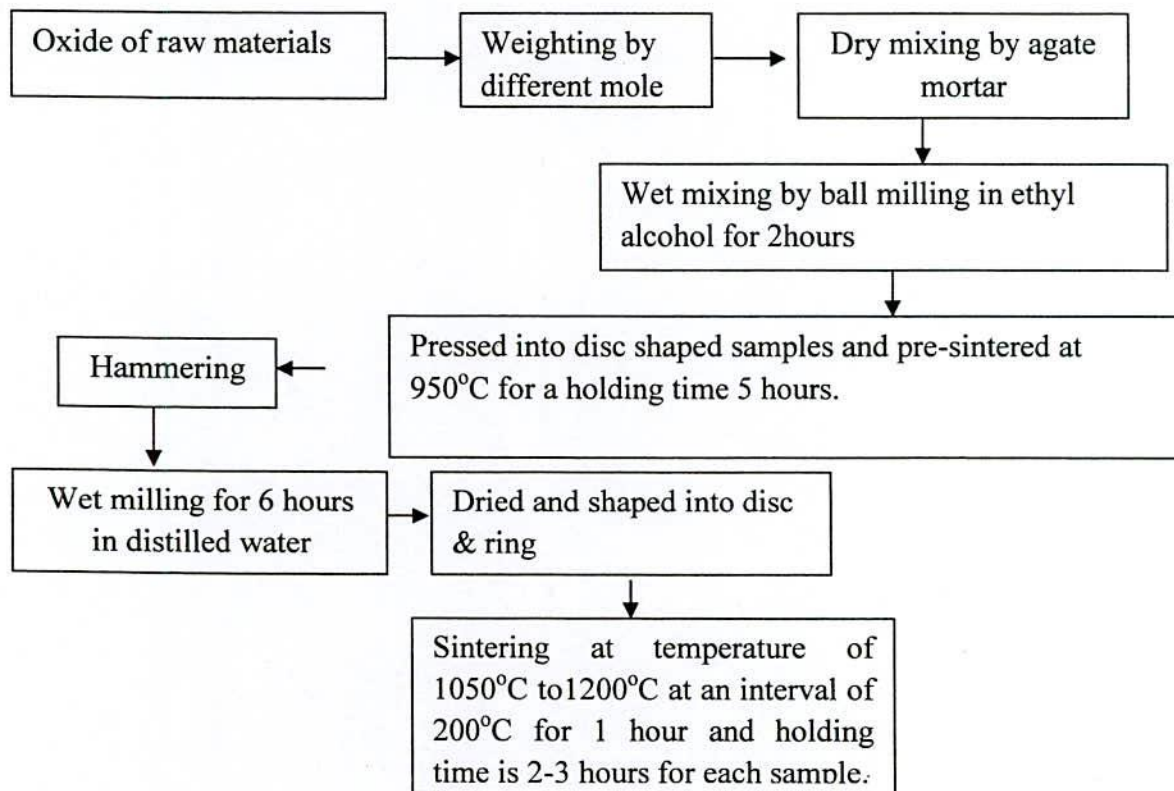 Oxide of raw materials
Weighting by
different mole
Dry mixing by agate
mortar
Wet mixing by ball milling in ethyl
alcohol for 2hours
Pressed into disc shaped samples and pre-sintered at
950°C for a holding time 5 hours.
Hammering
Wet milling for 6 hours
in distilled water
Dried and shaped into disc
& ring
Sintering at temperature of
1050°C to1200°C at an interval of
200°C for 1 hour and holding
time is 2-3 hours for each sample.